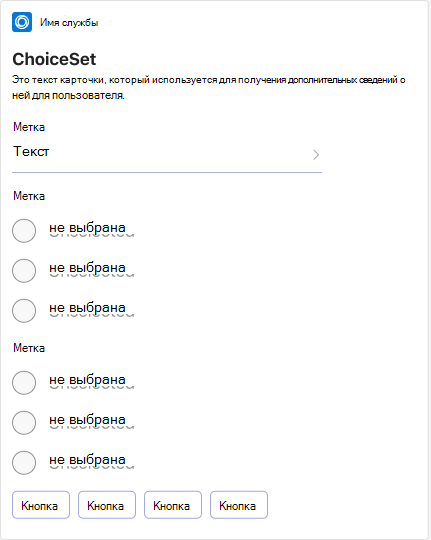 Имя службы
ChoiceSet
Это текст карточки, который используется для получения дополнительных сведений о
ней для пользователя.
Метка
Текст
Метка
не выбрана
не выбрана
не выбрана
Метка
не выбрана
не выбрана
не выбрана
Кнопка Кнопка Кнопка Кнопка